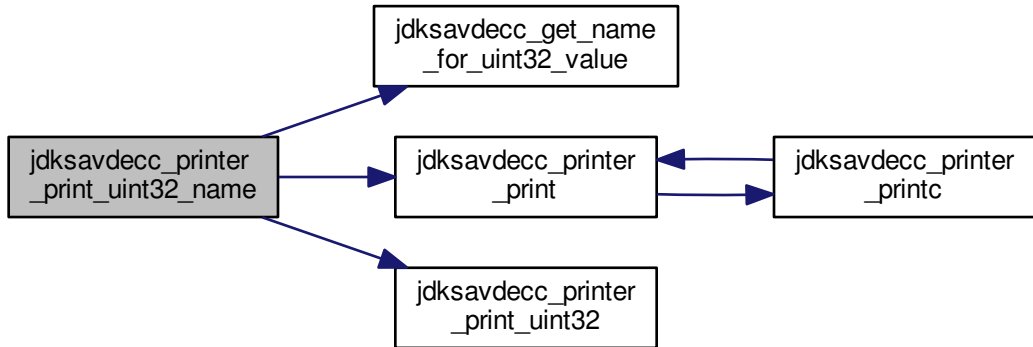 jdksavdecc_get_name
_for_uint32_value
jdksavdecc_printer
_print_uint32_name
jdksavdecc_printer
_print
jdksavdecc_printer
_printc
jdksavdecc_printer
_print_uint32